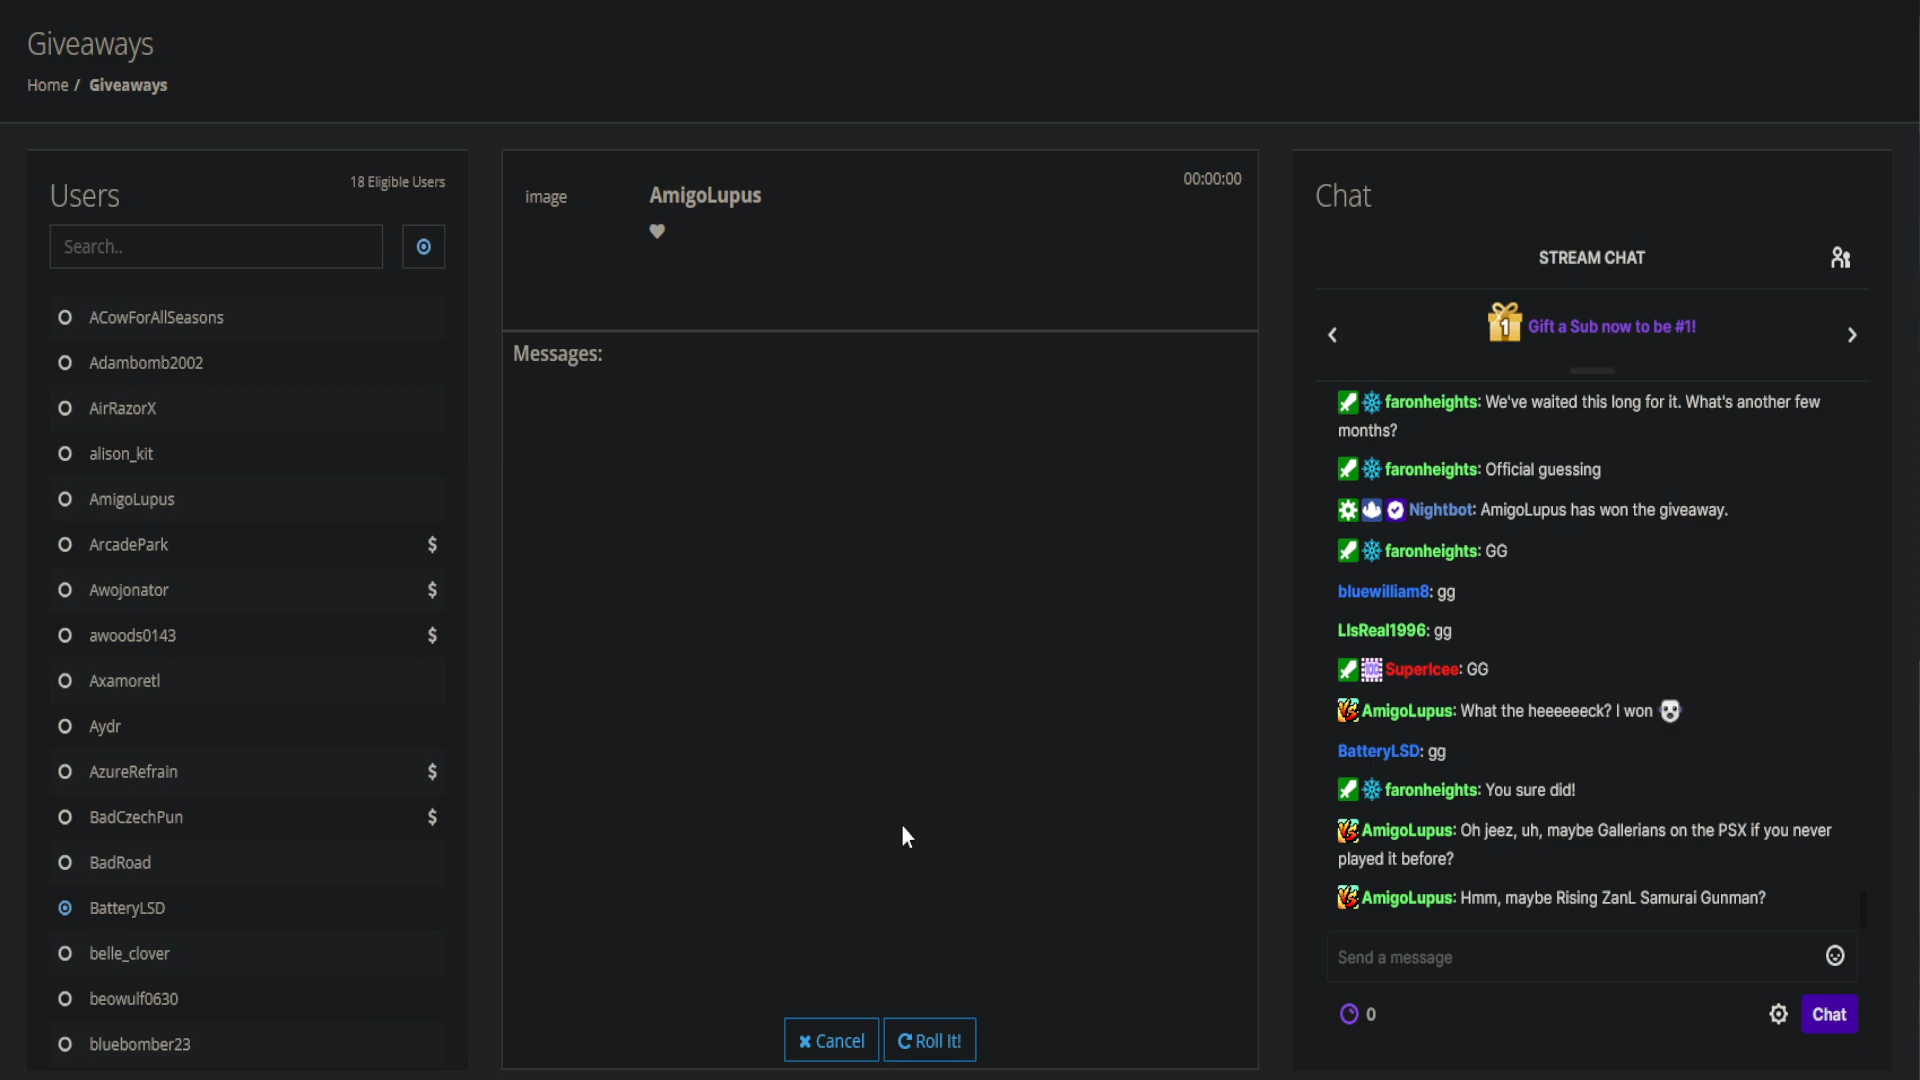 Giveaways
Home / Giveaways
Users
18 Eligible Users
Search..
ACowForAllSeasons
Adambomb2002
AirRazorX
alison_kit
AmigoLupus
ArcadePark $
Awojonator $
awoods0143 $
Axamoretl
Aydr
AzureRefrain $
BadCzechPun $
BadRoad
BatteryLSD
belle_clover
beowulf0630
bluebomber23
image
AmigoLupus
00:00:00
Messages:
Cancel
Roll It!
Chat
STREAM CHAT
1 Gift a Sub now to be #1!
faronheights: We've waited this long for it. What's another few
months?
faronheights: Official guessing
Nightbot: AmigoLupus has won the giveaway.
faronheights: GG
bluewilliam8: gg
LIsReal1996: gg
SuperIcee: GG
AmigoLupus: What the heeeeeeck? I won
BatteryLSD: gg
faronheights: You sure did!
AmigoLupus: Oh jeez, uh, maybe Gallerians on the PSX if you never
played it before?
AmigoLupus: Hmm, maybe Rising ZanL Samurai Gunman?
Send a message
0
Chat